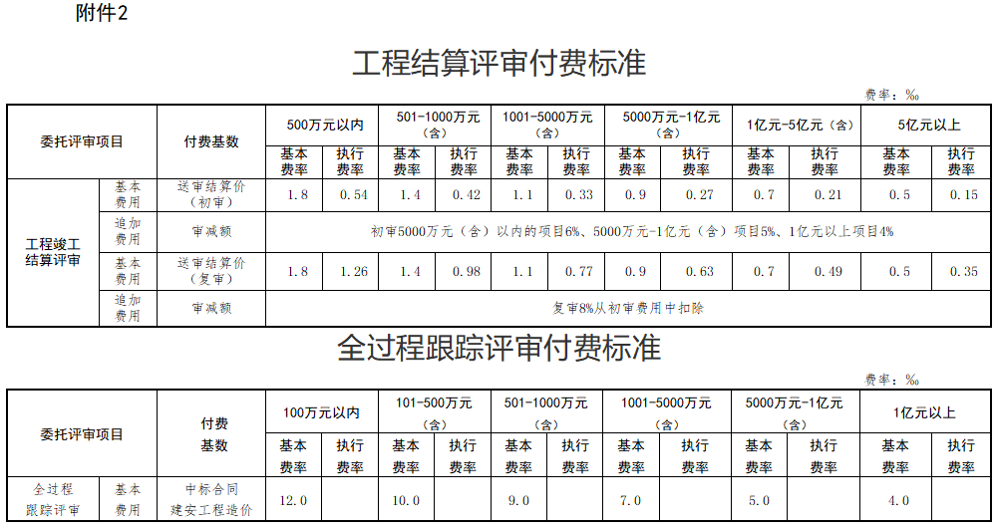 附件2
工程结算评审付费标准
费率：‰
委托评审项目 付费基数 500万元以内 501-1000万元（含） 1001-5000万元（含） 5000万元-1亿元（含） 1亿元-5亿元（含） 5亿元以上
基本费率 执行费率 基本费率 执行费率 基本费率 执行费率 基本费率 执行费率 基本费率 执行费率 基本费率 执行费率
工程竣工结算评审
基本费用 送审结算价（初审） 1.8 0.54 1.4 0.42 1.1 0.33 0.9 0.27 0.7 0.21 0.5 0.15
追加费用 审减额 初审5000万元（含）以内的项目6%、5000万元-1亿元（含）项目5%、1亿元以上项目4%
基本费用 送审结算价（复审） 1.8 1.26 1.4 0.98 1.1 0.77 0.9 0.63 0.7 0.49 0.5 0.35
追加费用 审减额 复审8%从初审费用中扣除
全过程跟踪评审付费标准
费率：‰
委托评审项目 付费基数 100万元以内 101-500万元（含） 501-1000万元（含） 1001-5000万元（含） 5000万元-1亿元（含） 1亿元以上
基本费率 执行费率 基本费率 执行费率 基本费率 执行费率 基本费率 执行费率 基本费率 执行费率 基本费率 执行费率
全过程跟踪评审 基本费用 中标合同建安工程造价 12.0 10.0 9.0 7.0 5.0 4.0